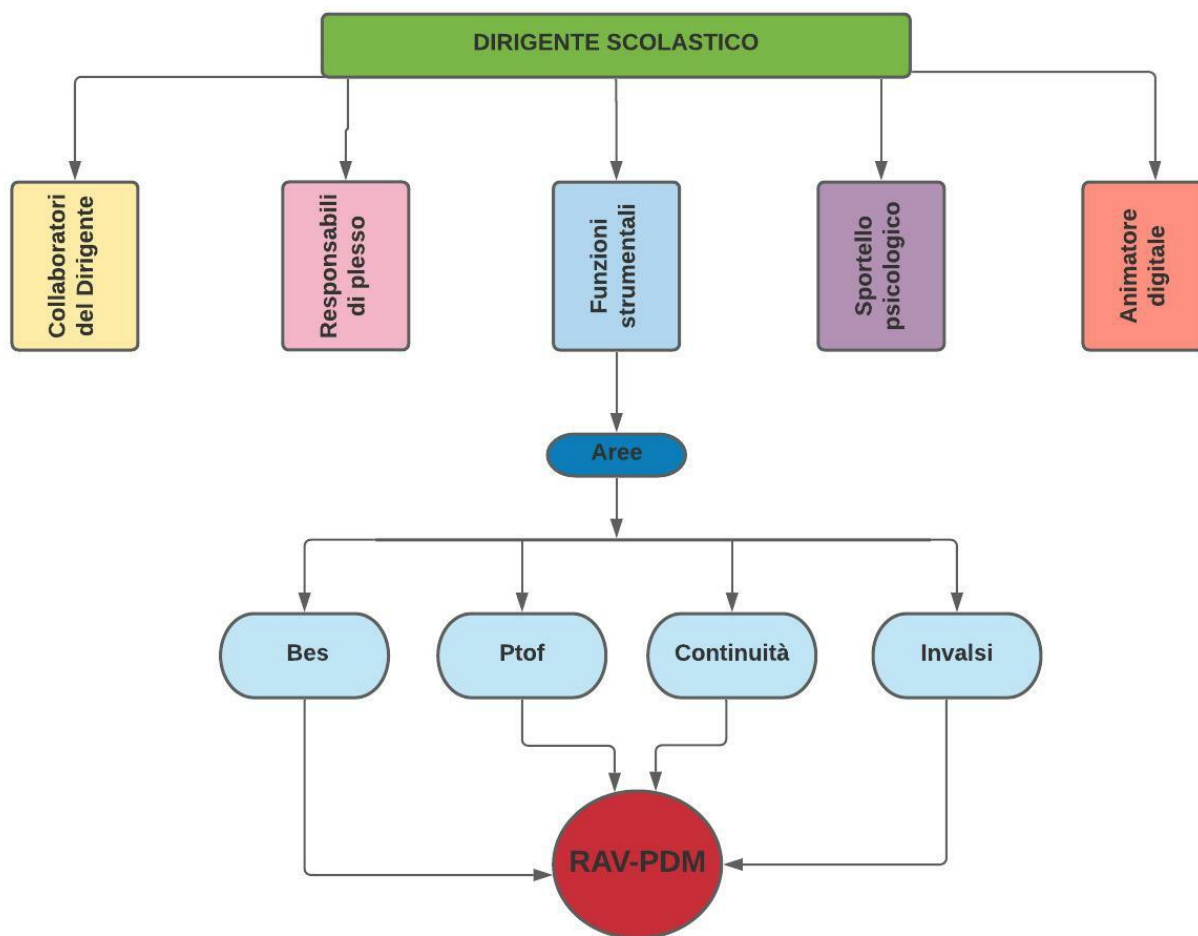 DIRIGENTE SCOLASTICO
Collaboratori
del Dirigente
Responsabili
di plesso
Funzioni
strumentali
Sportello
psicologico
Animatore
digitale
Aree
Bes
Ptof
Continuità
Invalsi
RAV-PDM